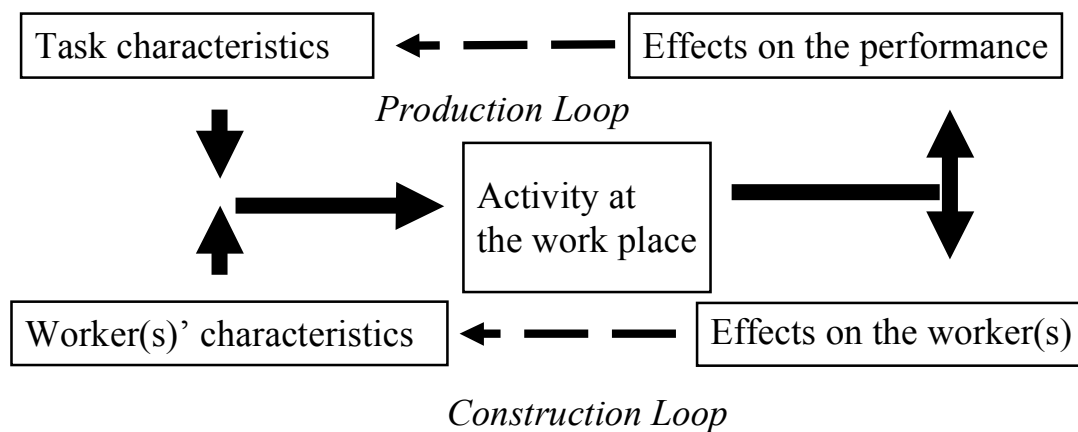 Task characteristics
Effects on the performance
Production Loop
Activity at
the work place
Worker(s)’ characteristics
Effects on the worker(s)
Construction Loop